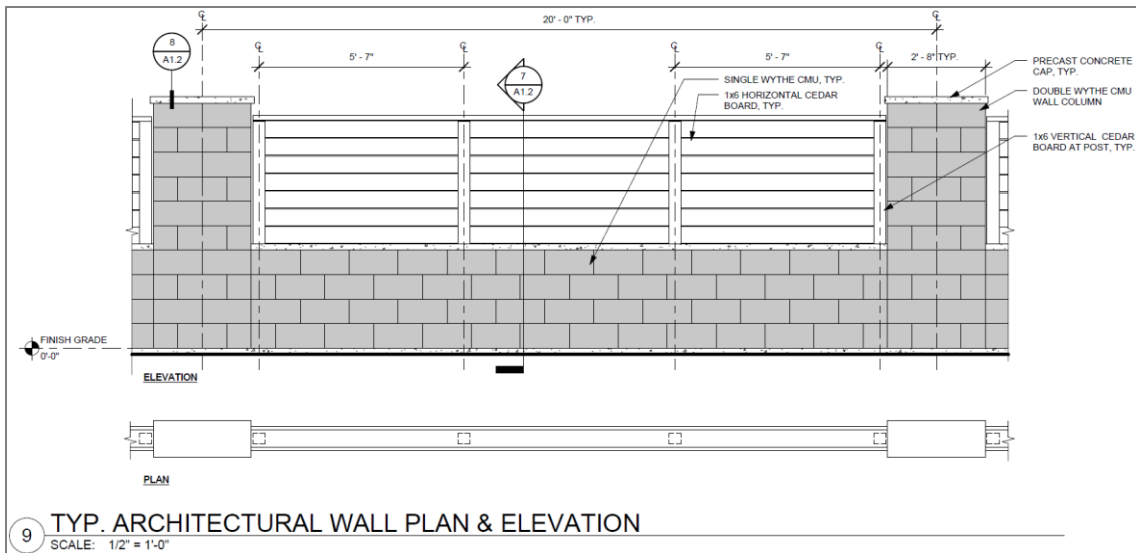 ℄
20' - 0" TYP.
℄
8
A1.2
℄
5' - 7"
℄
7
A1.2
℄
5' - 7"
℄
2' - 8" TYP.
SINGLE WYTHE CMU, TYP.
1x6 HORIZONTAL CEDAR
BOARD, TYP.
PRECAST CONCRETE
CAP, TYP.
DOUBLE WYTHE CMU
WALL COLUMN
1x6 VERTICAL CEDAR
BOARD AT POST, TYP.
FINISH GRADE
0'-0"
ELEVATION
PLAN
9
TYP. ARCHITECTURAL WALL PLAN & ELEVATION
SCALE: 1/2" = 1'-0"